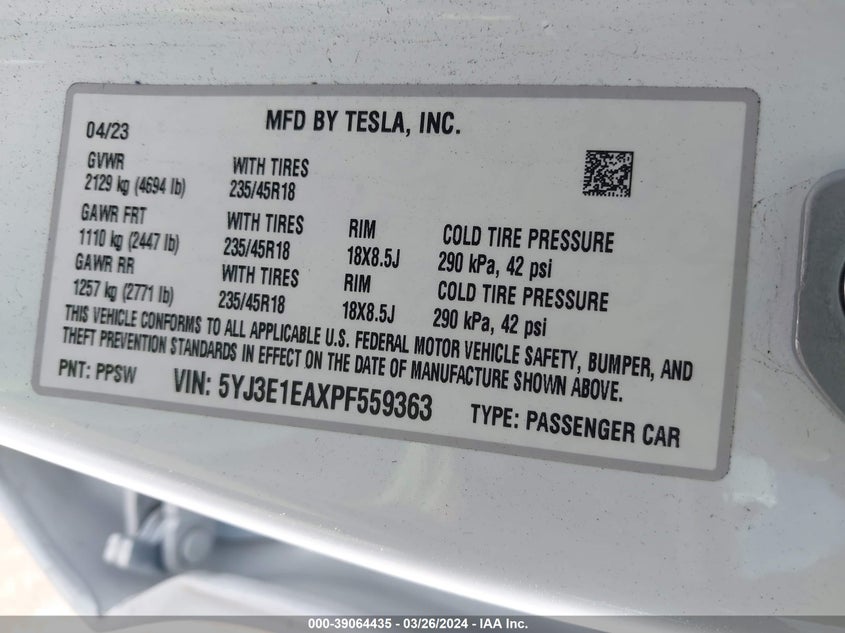 MFD BY TESLA, INC.
04/23
GVWR WITH TIRES
2129 kg (4694 lb) 235/45R18
GAWR FRT WITH TIRES RIM COLD TIRE PRESSURE
1110 kg (2447 lb) 235/45R18 18X8.5J 290 kPa, 42 psi
GAWR RR WITH TIRES RIM COLD TIRE PRESSURE
1257 kg (2771 lb) 235/45R18 18X8.5J 290 kPa, 42 psi
THIS VEHICLE CONFORMS TO ALL APPLICABLE U.S. FEDERAL MOTOR VEHICLE SAFETY, BUMPER, AND
THEFT PREVENTION STANDARDS IN EFFECT ON THE DATE OF MANUFACTURE SHOWN ABOVE.
PNT: PPSW VIN: 5YJ3E1EAXPF559363 TYPE: PASSENGER CAR
000-39064435 - 03/26/2024 - IAA Inc.